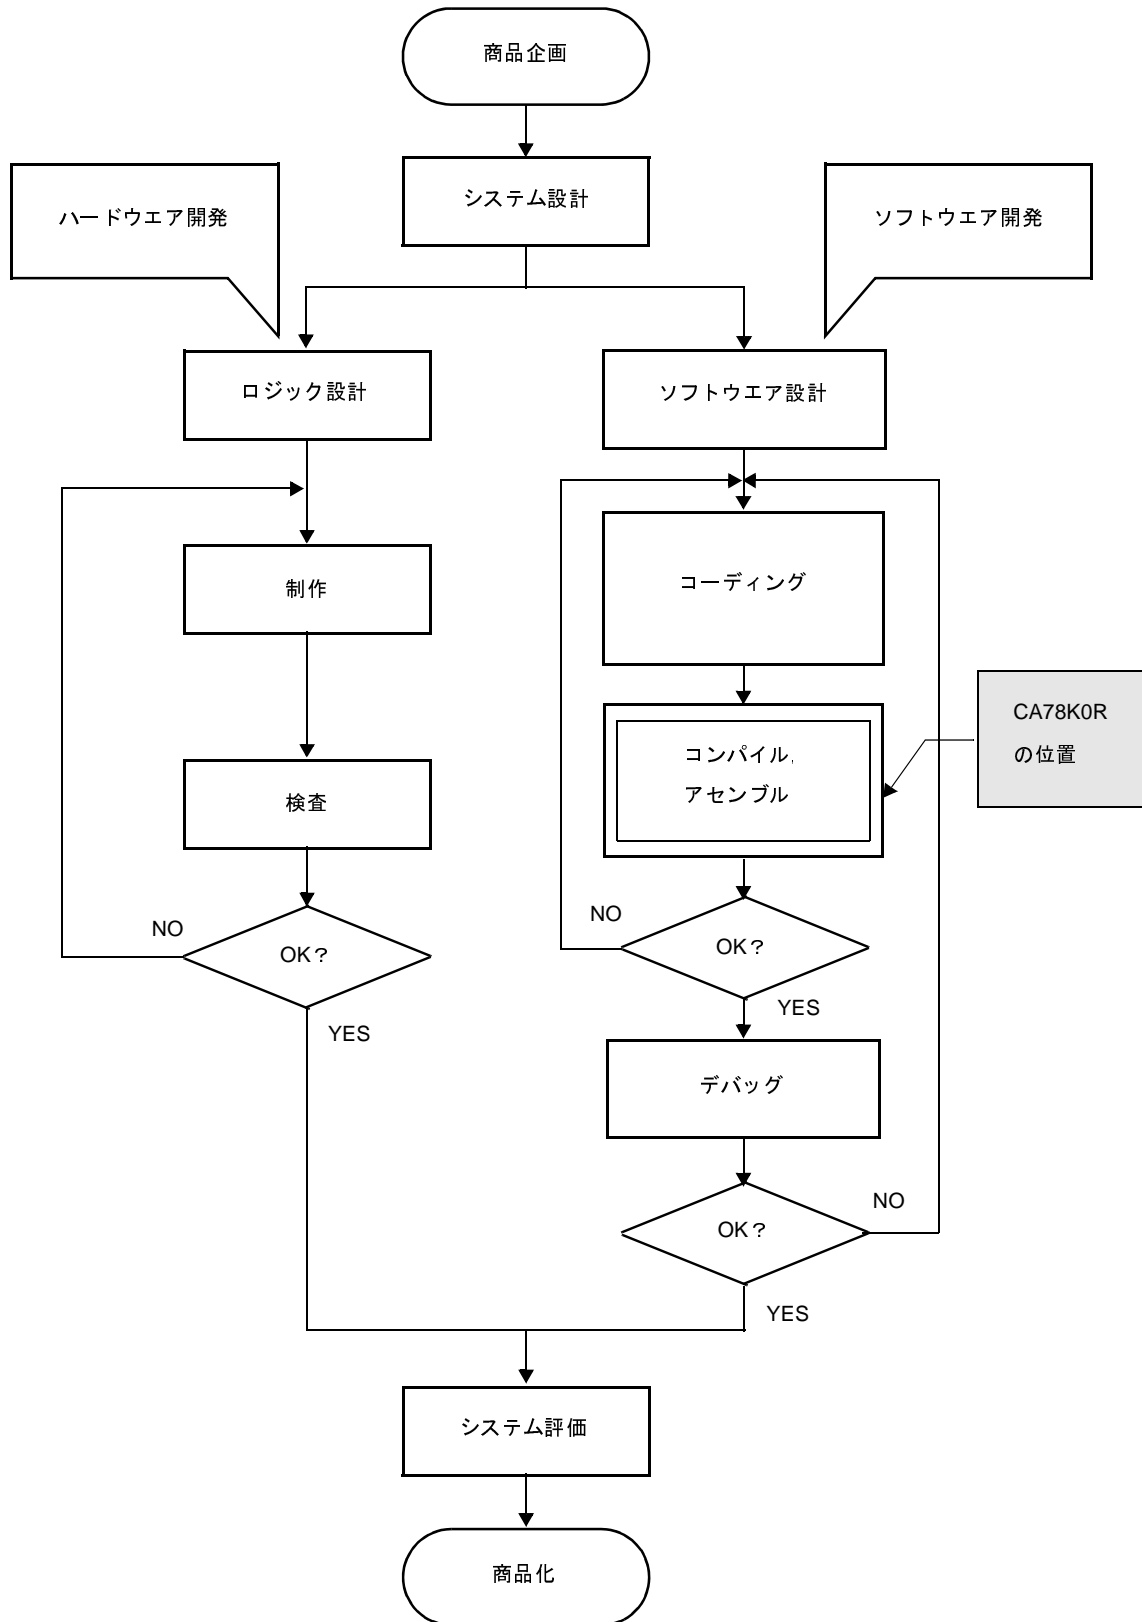 商品企画
システム設計
ハードウエア開発
ソフトウエア開発
ロジック設計
ソフトウエア設計
制作
コーディング
コンパイル,
アセンブル
CA78K0R
の位置
検査
NO
OK？
YES
NO
OK？
YES
デバッグ
OK？
NO
YES
システム評価
商品化